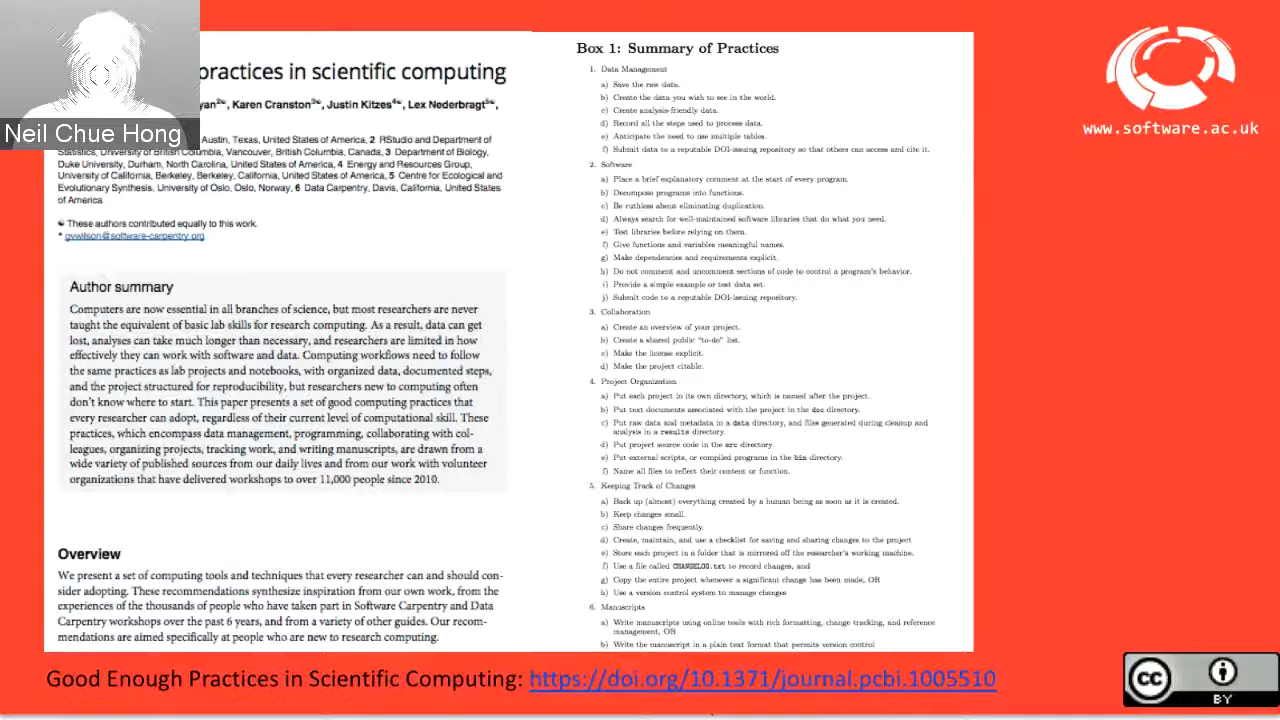 Neil Chue Hong
practices in scientific computing
Karen Cranston, Justin Kitzes, Lex Nederbragt,
Austin, Texas, United States of America, 2 RStudio and Department of
Statistics, University of British Columbia, Vancouver, British Columbia, Canada, 3 Department of Biology,
Duke University, Durham, North Carolina, United States of America, 4 Energy and Resources Group,
University of California, Berkeley, Berkeley, California, United States of America, 5 Centre for Ecological and
Evolutionary Synthesis, University of Oslo, Oslo, Norway, 6 Data Carpentry, Davis, California, United States
of America
These authors contributed equally to this work.
* gvwilson@software-carpentry.org
Author summary
Computers are now essential in all branches of science, but most researchers are never
taught the equivalent of basic lab skills for research computing. As a result, data can get
lost, analyses can take much longer than necessary, and researchers are limited in how
effectively they can work with software and data. Computing workflows need to follow
the same practices as lab projects and notebooks, with organized data, documented steps,
and the project structured for reproducibility, but researchers new to computing often
don't know where to start. This paper presents a set of good computing practices that
every researcher can adopt, regardless of their current level of computational skill. These
practices, which encompass data management, programming, collaborating with col-
leagues, organizing projects, tracking work, and writing manuscripts, are drawn from a
wide variety of published sources from our daily lives and from our work with volunteer
organizations that have delivered workshops to over 11,000 people since 2010.
Overview
We present a set of computing tools and techniques that every researcher can and should con-
sider adopting. These recommendations synthesize inspiration from our own work, from the
experiences of the thousands of people who have taken part in Software Carpentry and Data
Carpentry workshops over the past 6 years, and from a variety of other guides. Our recom-
mendations are aimed specifically at people who are new to research computing.
Box 1: Summary of Practices
1. Data Management
a) Save the raw data.
b) Create the data you wish to see in the world.
c) Create analysis-friendly data.
d) Record all the steps used to process data.
e) Anticipate the need to use multiple tables.
f) Submit data to a reputable DOI-issuing repository so that others can access and cite it.
2. Software
a) Place a brief explanatory comment at the start of every program.
b) Decompose programs into functions.
c) Be ruthless about eliminating duplication.
d) Always search for well-maintained software libraries that do what you need.
e) Test libraries before relying on them.
f) Give functions and variables meaningful names.
g) Make dependencies and requirements explicit.
h) Do not comment and uncomment sections of code to control a program's behavior.
i) Provide a simple example or test data set.
j) Submit code to a reputable DOI-issuing repository.
3. Collaboration
a) Create an overview of your project.
b) Create a shared public "to-do" list.
c) Make the license explicit.
d) Make the project citable.
4. Project Organization
a) Put each project in its own directory, which is named after the project.
b) Put text documents associated with the project in the doc directory.
c) Put raw data and metadata in a data directory, and files generated during cleanup and
analysis in a results directory.
d) Put project source code in the src directory.
e) Put external scripts, or compiled programs in the bin directory.
f) Name all files to reflect their content or function.
5. Keeping Track of Changes
a) Back up (almost) everything created by a human being as soon as it is created.
b) Keep changes small.
c) Share changes frequently.
d) Create, maintain, and use a checklist for saving and sharing changes to the project
e) Store each project in a folder that is mirrored off the researcher's working machine.
f) Use a file called CHANGELOG.txt to record changes, and
g) Copy the entire project whenever a significant change has been made, OR
h) Use a version control system to manage changes
6. Manuscripts
a) Write manuscripts using online tools with rich formatting, change tracking, and reference
management, OR
b) Write the manuscript in a plain text format that permits version control
www.software.ac.uk
Good Enough Practices in Scientific Computing: https://doi.org/10.1371/journal.pcbi.1005510
cc
BY